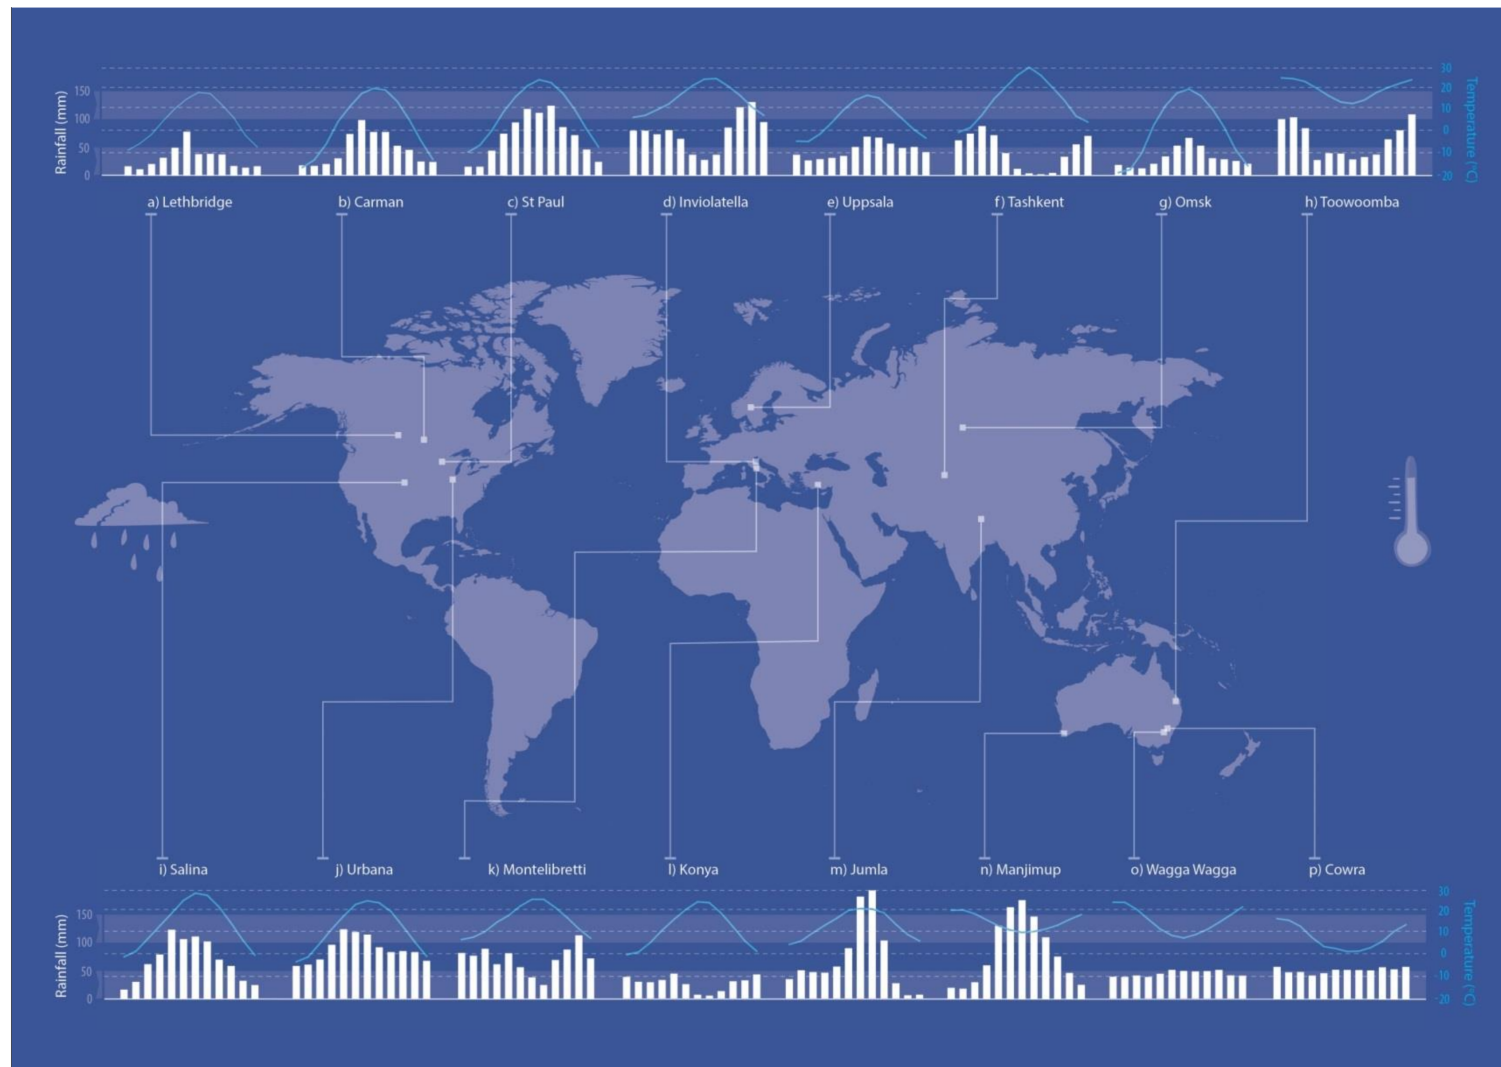 Rainfall (mm)
150
100
50
0
30
20
10
0
-10
-20
Temperature (°C)
a) Lethbridge
b) Carman
c) St Paul
d) Inviolatella
e) Uppsala
f) Tashkent
g) Omsk
h) Toowoomba
i) Salina
j) Urbana
k) Montelibretti
l) Konya
m) Jumla
n) Manjimup
o) Wagga Wagga
p) Cowra
Rainfall (mm)
150
100
50
0
30
20
10
0
-10
-20
Temperature (°C)